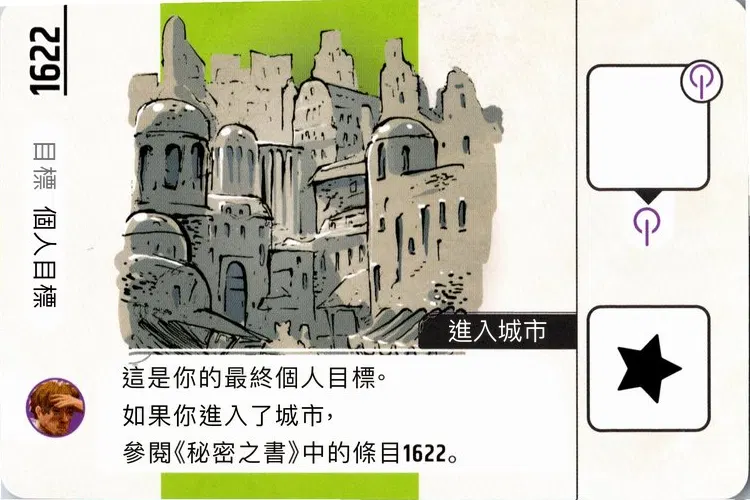 1622
目標 個人目標
進入城市
這是你的最終個人目標。
如果你進入了城市，
參閱《秘密之書》中的條目1622。